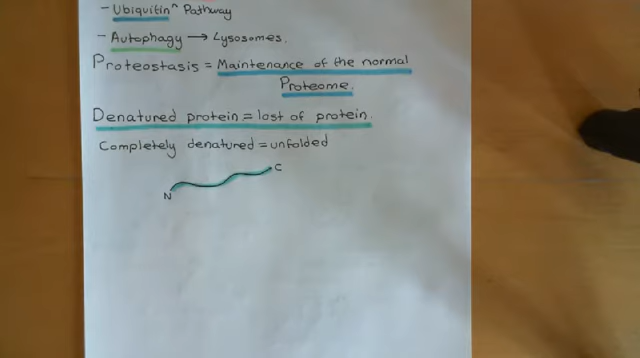 - Ubiquitin^ Pathway
- Autophagy → Lysosomes.
Proteostasis = Maintenance of the normal
Proteome.
Denatured protein = lost of protein.
Completely denatured = unfolded
C
N